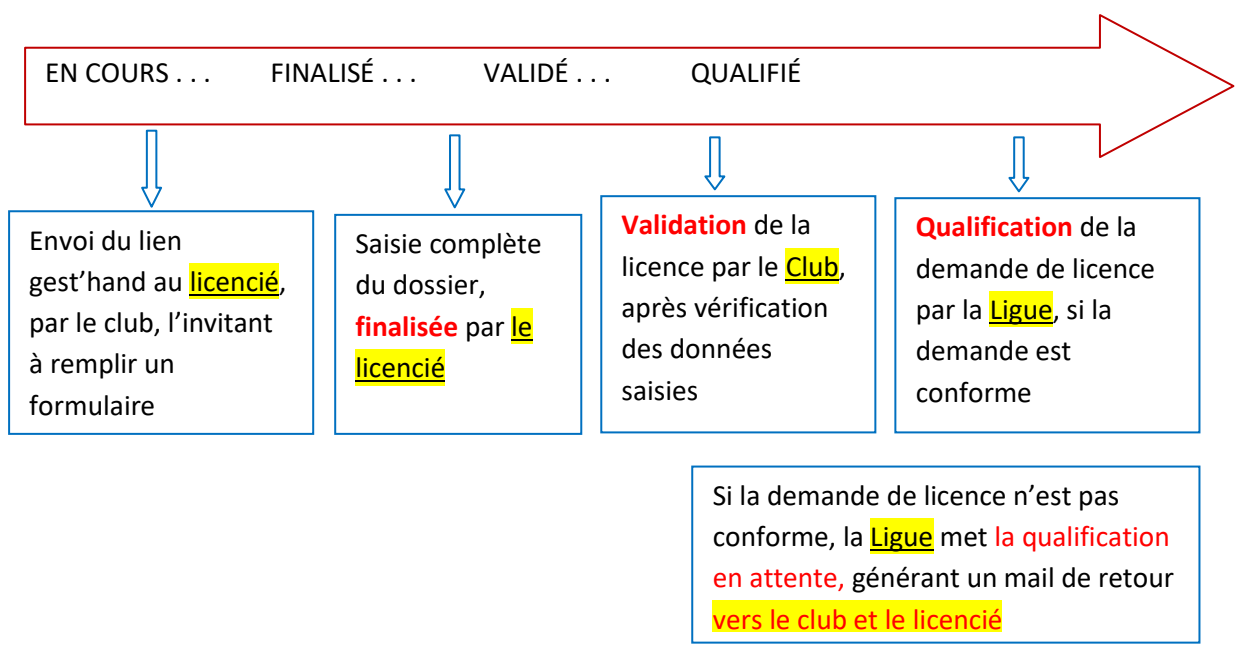 EN COURS . . . FINALISÉ . . . VALIDÉ . . . QUALIFIÉ
Envoi du lien
gest’hand au licencié,
par le club, l’invitant
à remplir un
formulaire
Saisie complète
du dossier,
finalisée par le
licencié
Validation de la
licence par le Club,
après vérification
des données
saisies
Qualification de la
demande de licence
par la Ligue, si la
demande est
conforme
Si la demande de licence n’est pas
conforme, la Ligue met la qualification
en attente, générant un mail de retour
vers le club et le licencié